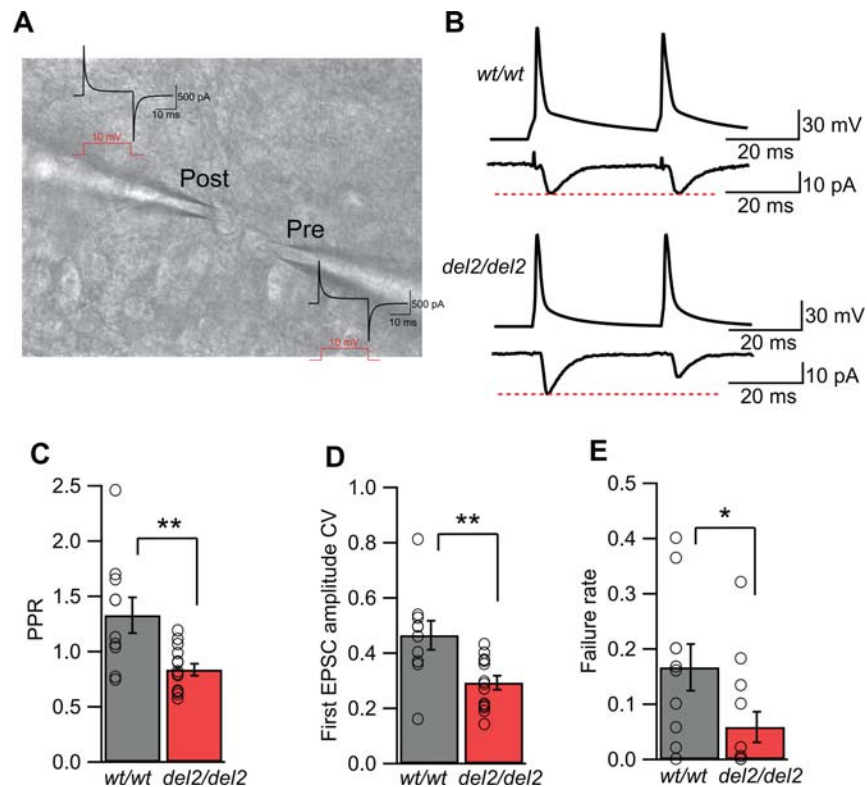 A
500 pA
10 ms
10 mV
Post
Pre
500 pA
10 ms
10 mV
B
wt/wt
30 mV
20 ms
10 pA
20 ms
del2/del2
30 mV
20 ms
10 pA
20 ms
C
PPR
2.5
2.0
1.5
1.0
0.5
0.0
**
wt/wt del2/del2
D
First EPSC amplitude CV
1.0
0.8
0.6
0.4
0.2
0.0
**
wt/wt del2/del2
E
Failure rate
0.5
0.4
0.3
0.2
0.1
0.0
*
wt/wt del2/del2